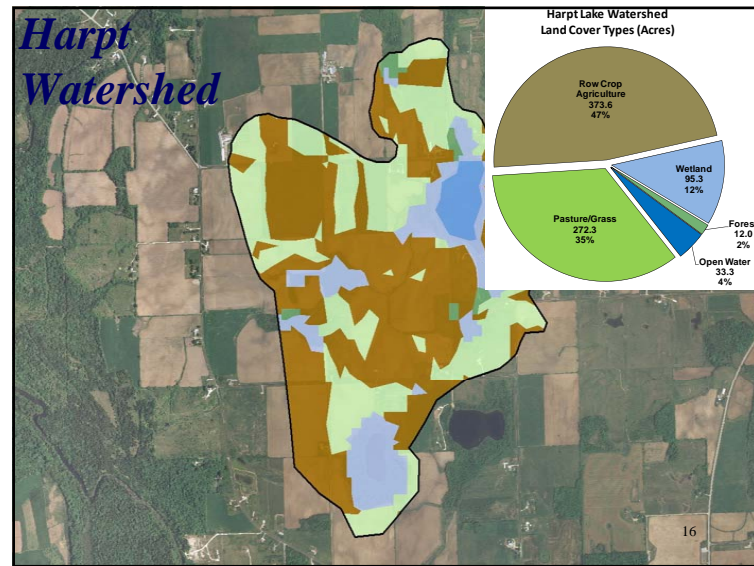 Harpt
Watershed
Harpt Lake Watershed
Land Cover Types (Acres)
Row Crop
Agriculture
373.6
47%
Wetland
95.3
12%
Fores
12.0
2%
Open Water
33.3
4%
Pasture/Grass
272.3
35%
16